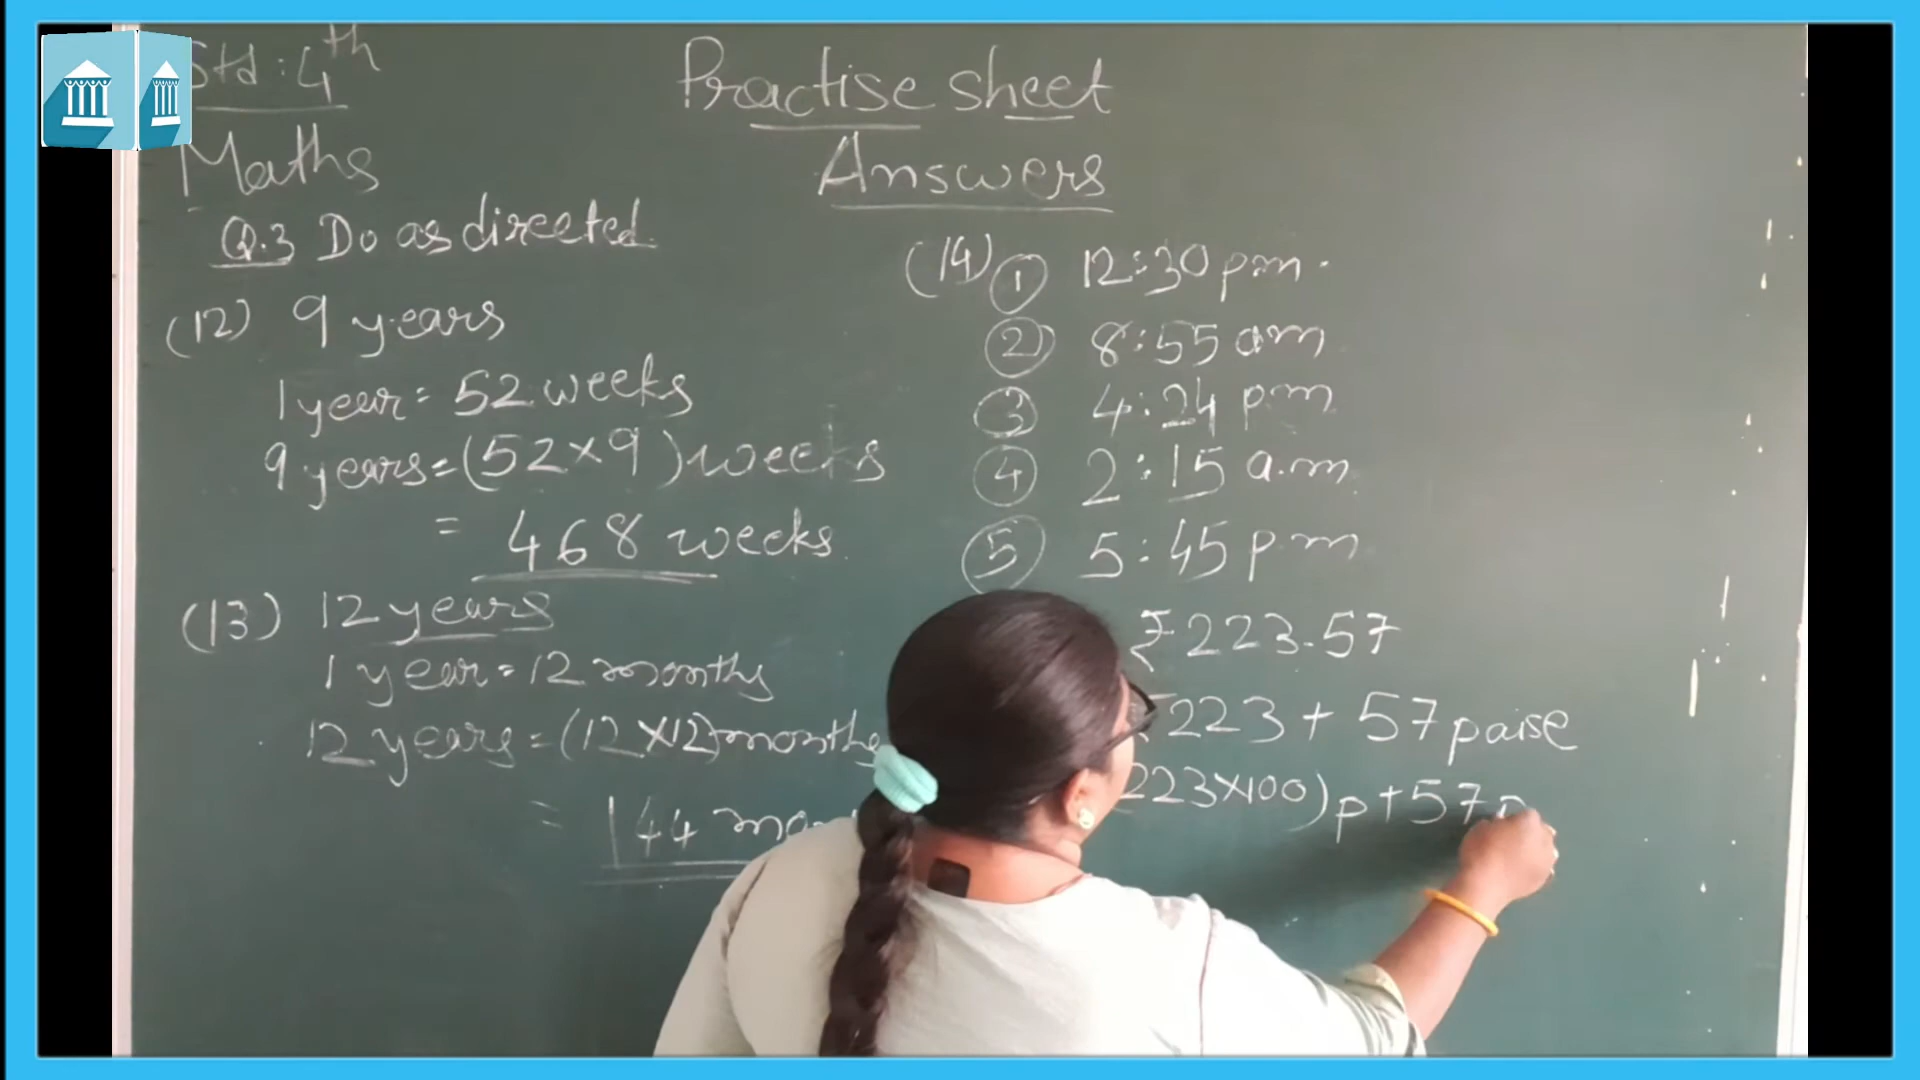 Std : 4th
Practise sheet
Maths
Answers
Q.3 Do as directed.
(12) 9 years
1 year = 52 weeks
9 years = (52×9) weeks
= 468 weeks.
(13) 12 years
1 year = 12 months
12 years = (12×12) months
= 144
(14) ① 12:30 pm.
② 8:55 am
③ 4:24 pm
④ 2:15 a.m.
⑤ 5:45 p.m
₹ 223.57
₹ 223 + 57 paise
223×100) p + 57 p